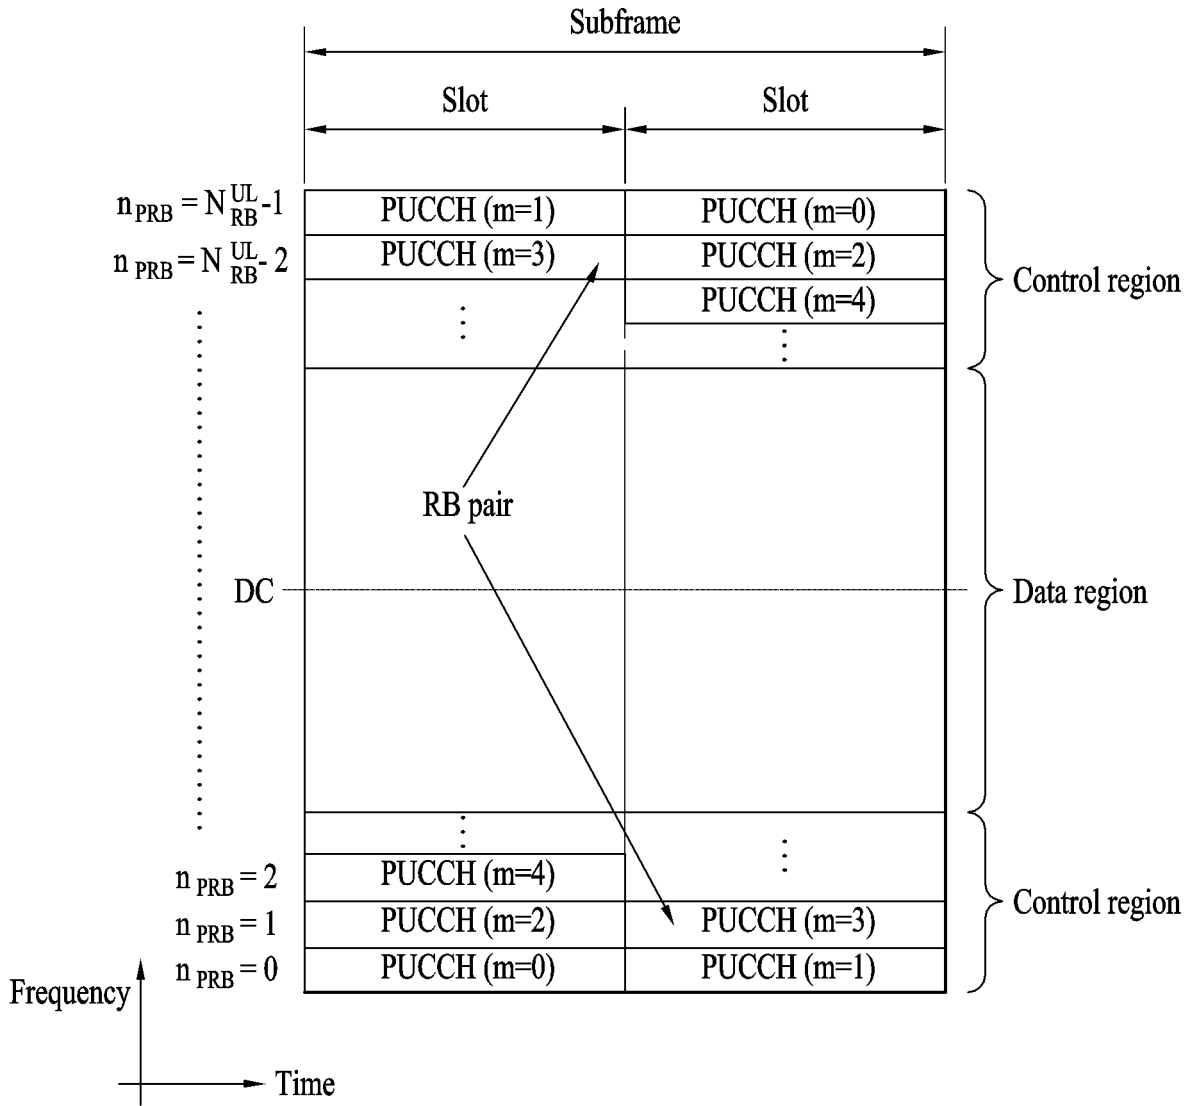 Subframe
Slot Slot
n PRB = N UL RB -1 PUCCH (m=1) PUCCH (m=0)
n PRB = N UL RB - 2 PUCCH (m=3) PUCCH (m=2)
PUCCH (m=4)
Control region
RB pair
DC
Data region
n PRB = 2 PUCCH (m=4)
n PRB = 1 PUCCH (m=2) PUCCH (m=3)
Control region
n PRB = 0 PUCCH (m=0) PUCCH (m=1)
Frequency
Time